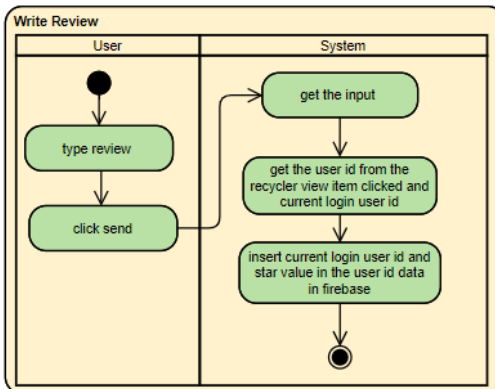 Write Review
User
System
type review
click send
get the input
get the user id from the
recycler view item clicked and
current login user id
insert current login user id and
star value in the user id data
in firebase